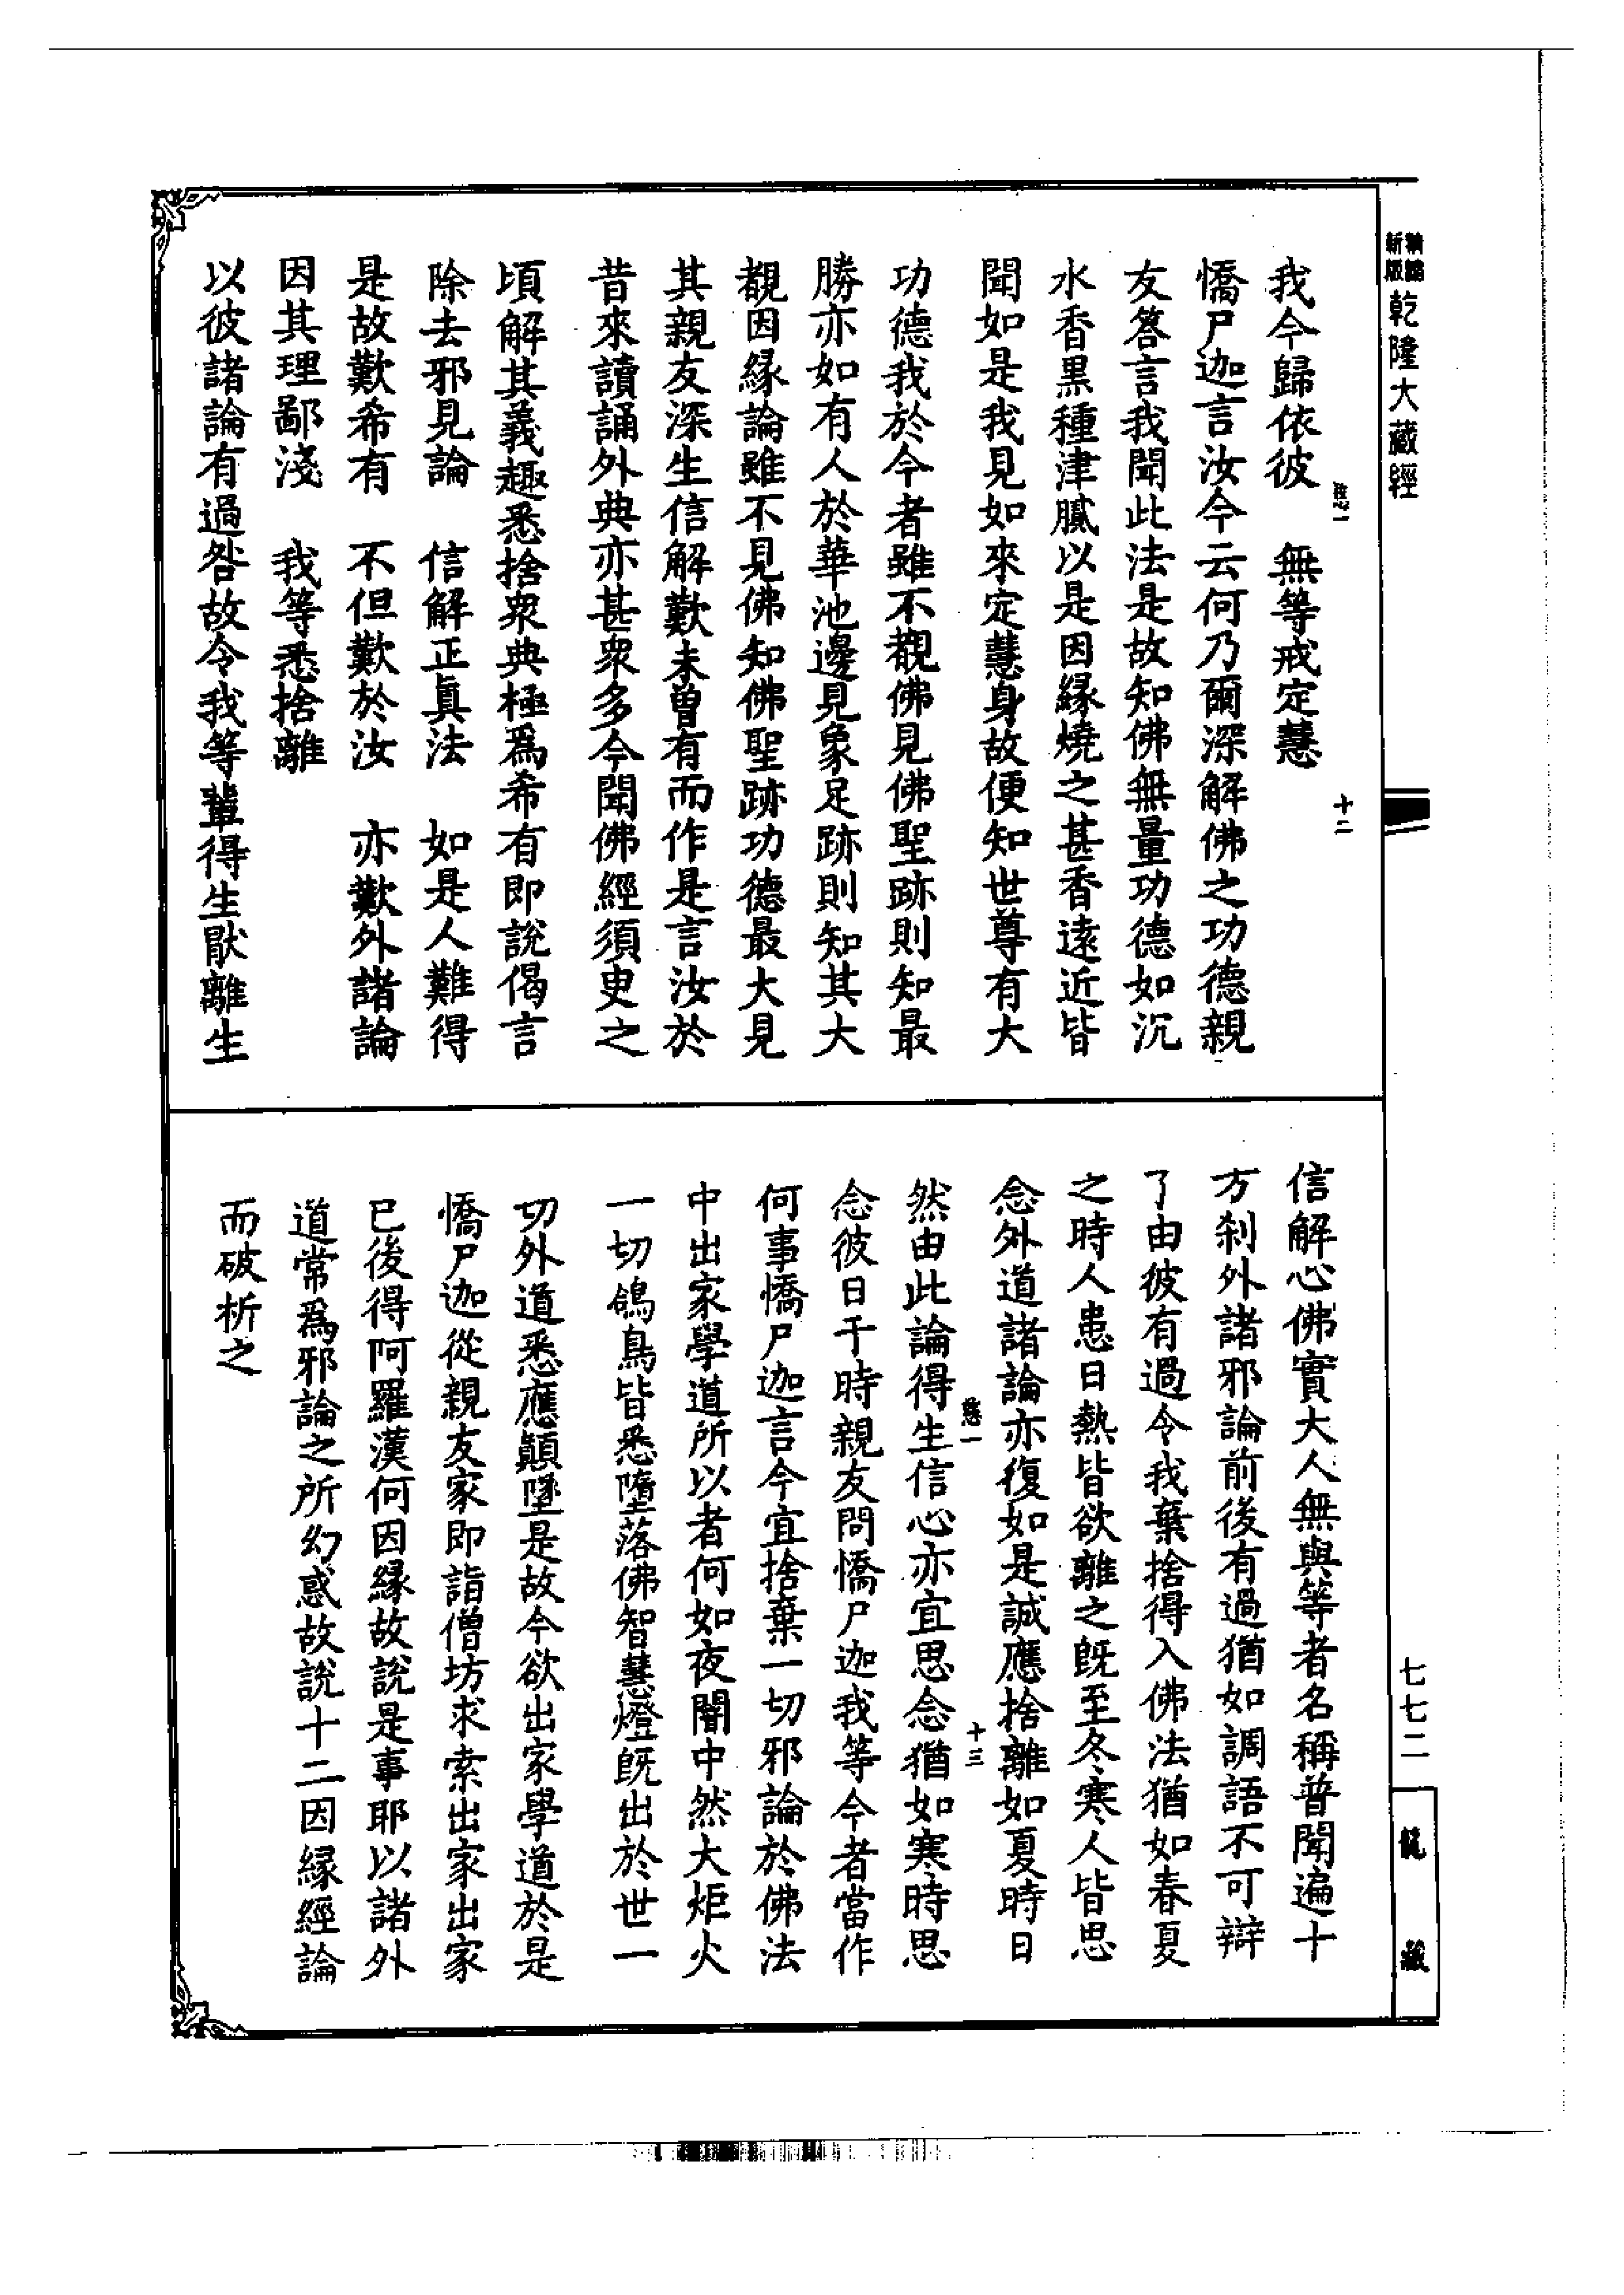 新版
精縮
乾隆大藏經
七七二
龍藏
慈一
十二
我今歸依彼　無等戒定慧
憍尸迦言汝今云何乃爾深解佛之功德親
友答言我聞此法是故知佛無量功德如沉
水香黑種津膩以是因緣燒之甚香遠近皆
聞如是我見如來定慧身故便知世尊有大
功德我於今者雖不覩佛見佛聖跡則知最
勝亦如有人於華池邊見象足跡則知其大
覩因緣論雖不見佛知佛聖跡功德最大見
其親友深生信解歎未曾有而作是言汝於
昔來讀誦外典亦甚衆多今聞佛經須臾之
頃解其義趣悉捨衆典極爲希有即說偈言
除去邪見論　信解正真法　如是人難得
是故歎希有　不但歎於汝　亦歎外諸論
因其理鄙淺　我等悉捨離
以彼諸論有過咎故令我等輩得生猒離生
信解心佛實大人無與等者名稱普聞遍十
方刹外諸邪論前後有過猶如調語不可辯
了由彼有過令我棄捨得入佛法猶如春夏
之時人患日熱皆欲離之既至冬寒人皆思
念外道諸論亦復如是誠應捨離如夏時日
慈一
十三
然由此論得生信心亦宜思念猶如寒時思
念彼日于時親友問憍尸迦我等今者當作
何事憍尸迦言今宜捨棄一切邪論於佛法
中出家學道所以者何如夜闇中然大炬火
一切鴿鳥皆悉墮落佛智慧燈既出於世一
切外道悉應顛墜是故今欲出家學道於是
憍尸迦從親友家即詣僧坊求索出家出家
已後得阿羅漢何因緣故說是事耶以諸外
道常爲邪論之所幻惑故說十二因緣經論
而破析之